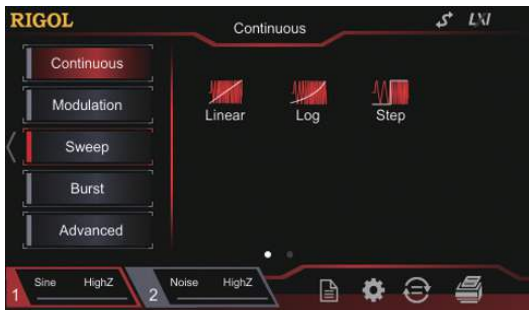 RIGOL
Continuous
LXI
Continuous
Modulation
Sweep
Burst
Advanced
Linear
Log
Step
1
Sine
HighZ
2
Noise
HighZ